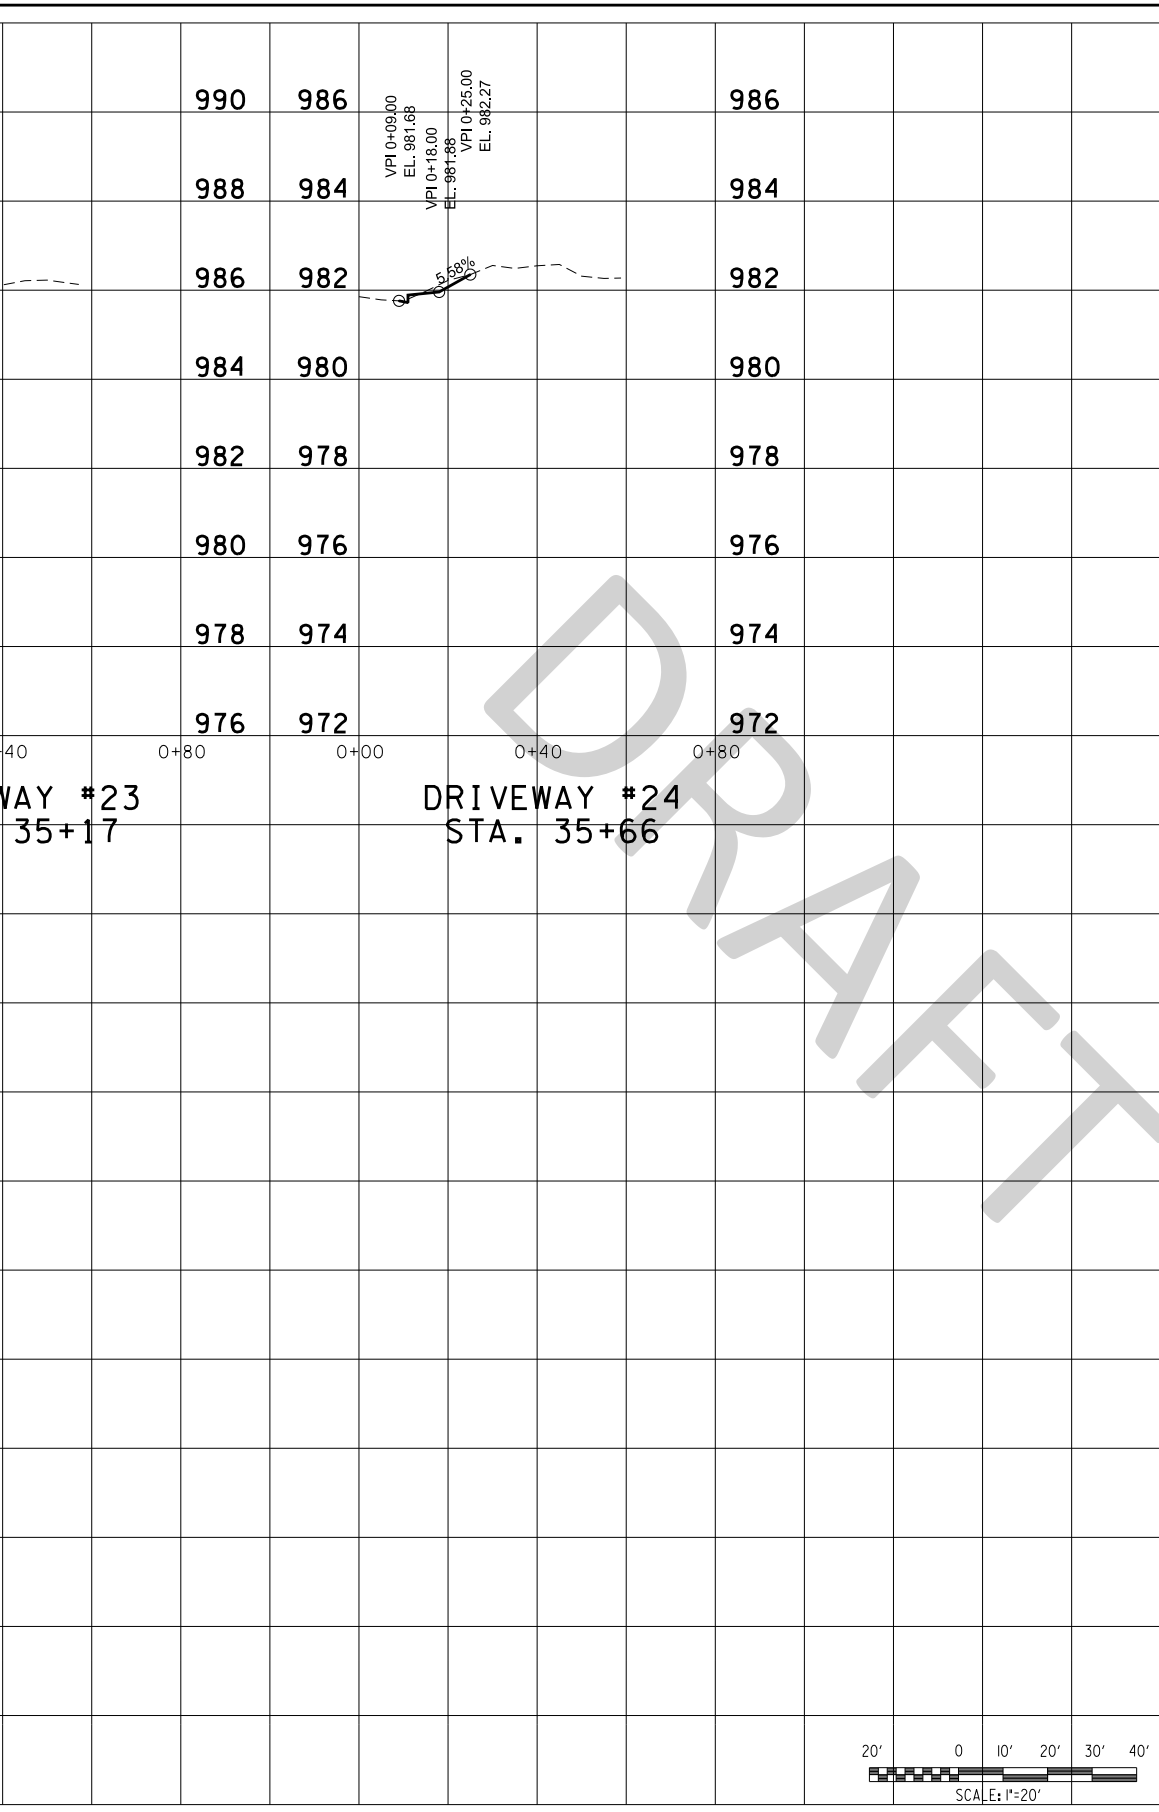 990 986 986
VPI 0+09.00
EL. 981.68
VPI 0+18.00
EL. 981.88
VPI 0+25.00
EL. 982.27
988 984 984
986 982 982
5.58%
984 980 980
982 978 978
980 976 976
978 974 974
976 972 972
40 0+80 0+00 0+40 0+80
WAY #23
35+17
DRIVEWAY #24
STA. 35+66
DRAFT
20' 0 10' 20' 30' 40'
SCALE: 1"=20'